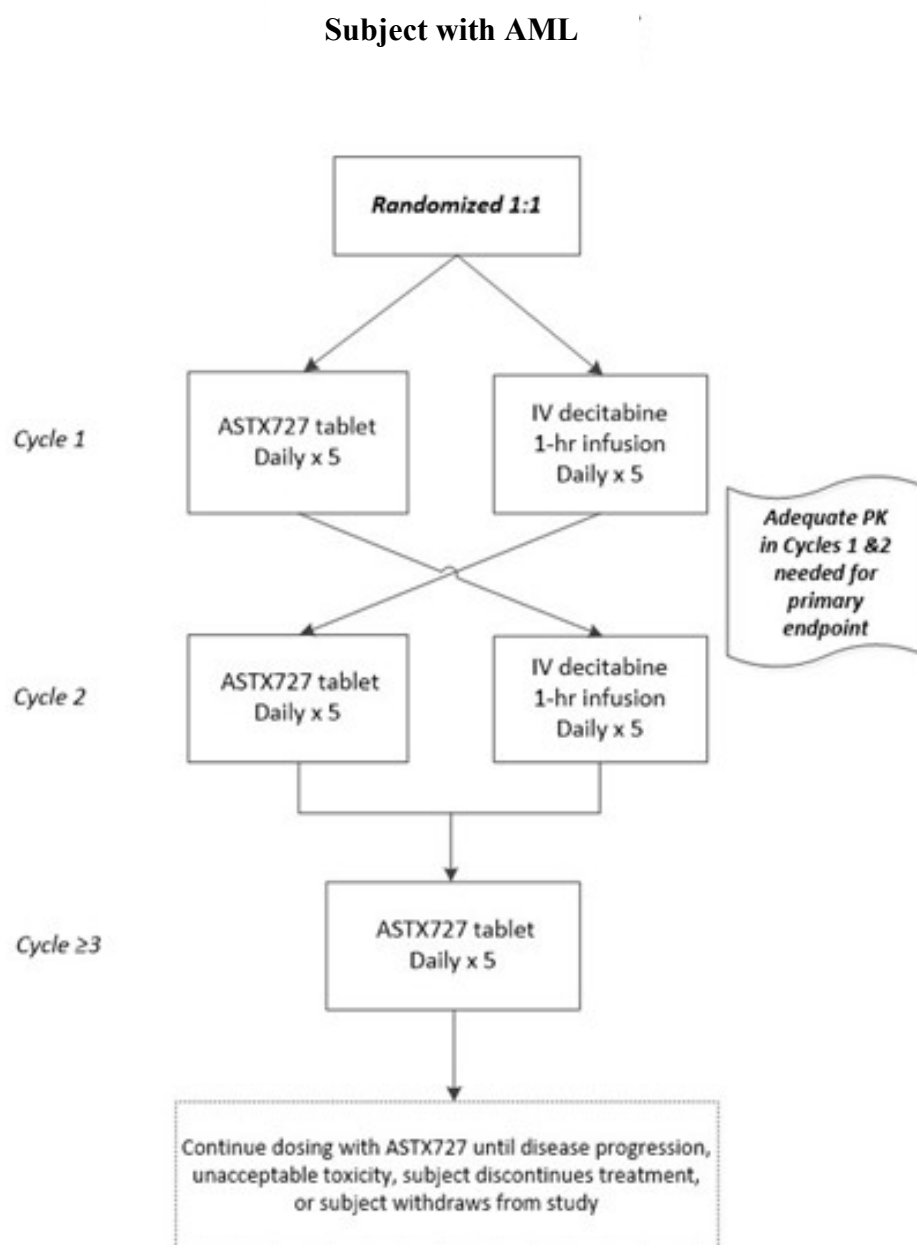 Subject with AML
Randomized 1:1
Cycle 1
ASTX727 tablet
Daily x 5
IV decitabine
1-hr infusion
Daily x 5
Adequate PK
in Cycles 1 &2
needed for
primary
endpoint
Cycle 2
ASTX727 tablet
Daily x 5
IV decitabine
1-hr infusion
Daily x 5
Cycle ≥3
ASTX727 tablet
Daily x 5
Continue dosing with ASTX727 until disease progression,
unacceptable toxicity, subject discontinues treatment,
or subject withdraws from study